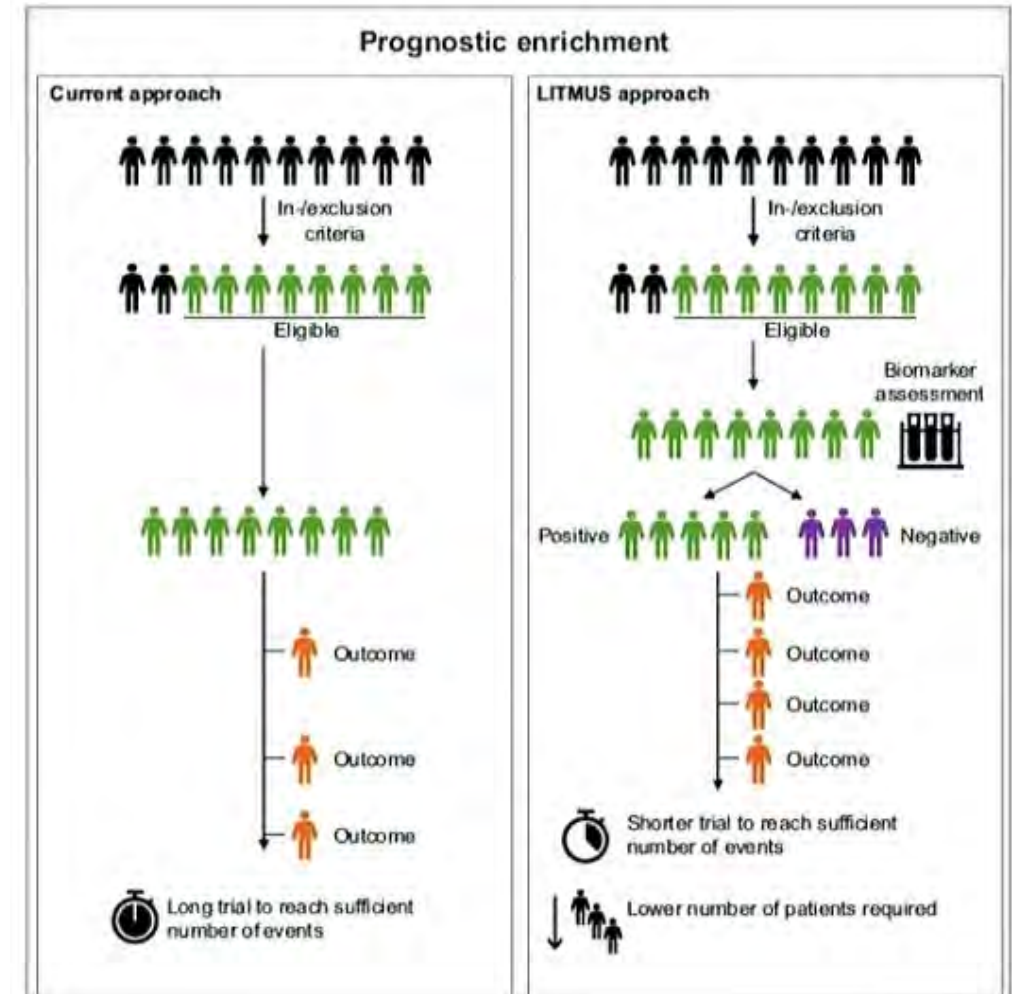 Prognostic enrichment
Current approach
In-/exclusion
criteria
Eligible
Outcome
Outcome
Outcome
Long trial to reach sufficient
number of events
LITMUS approach
In-/exclusion
criteria
Eligible
Biomarker
assessment
Positive
Negative
Outcome
Outcome
Outcome
Outcome
Shorter trial to reach sufficient
number of events
Lower number of patients required